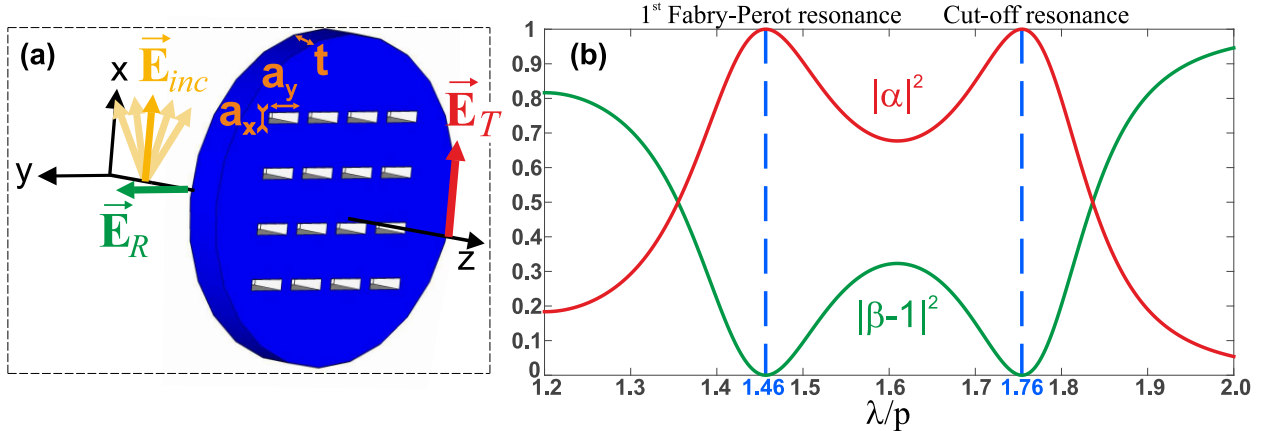 (a)
x
E_inc
a_y
t
a_x
E_T
y
E_R
z
1st Fabry-Perot resonance
Cut-off resonance
(b)
1
0.9
0.8
0.7
0.6
0.5
0.4
0.3
0.2
0.1
0
|α|²
|β-1|²
1.2 1.3 1.4 1.46 1.5 1.6 1.7 1.76 1.8 1.9 2.0
λ/p